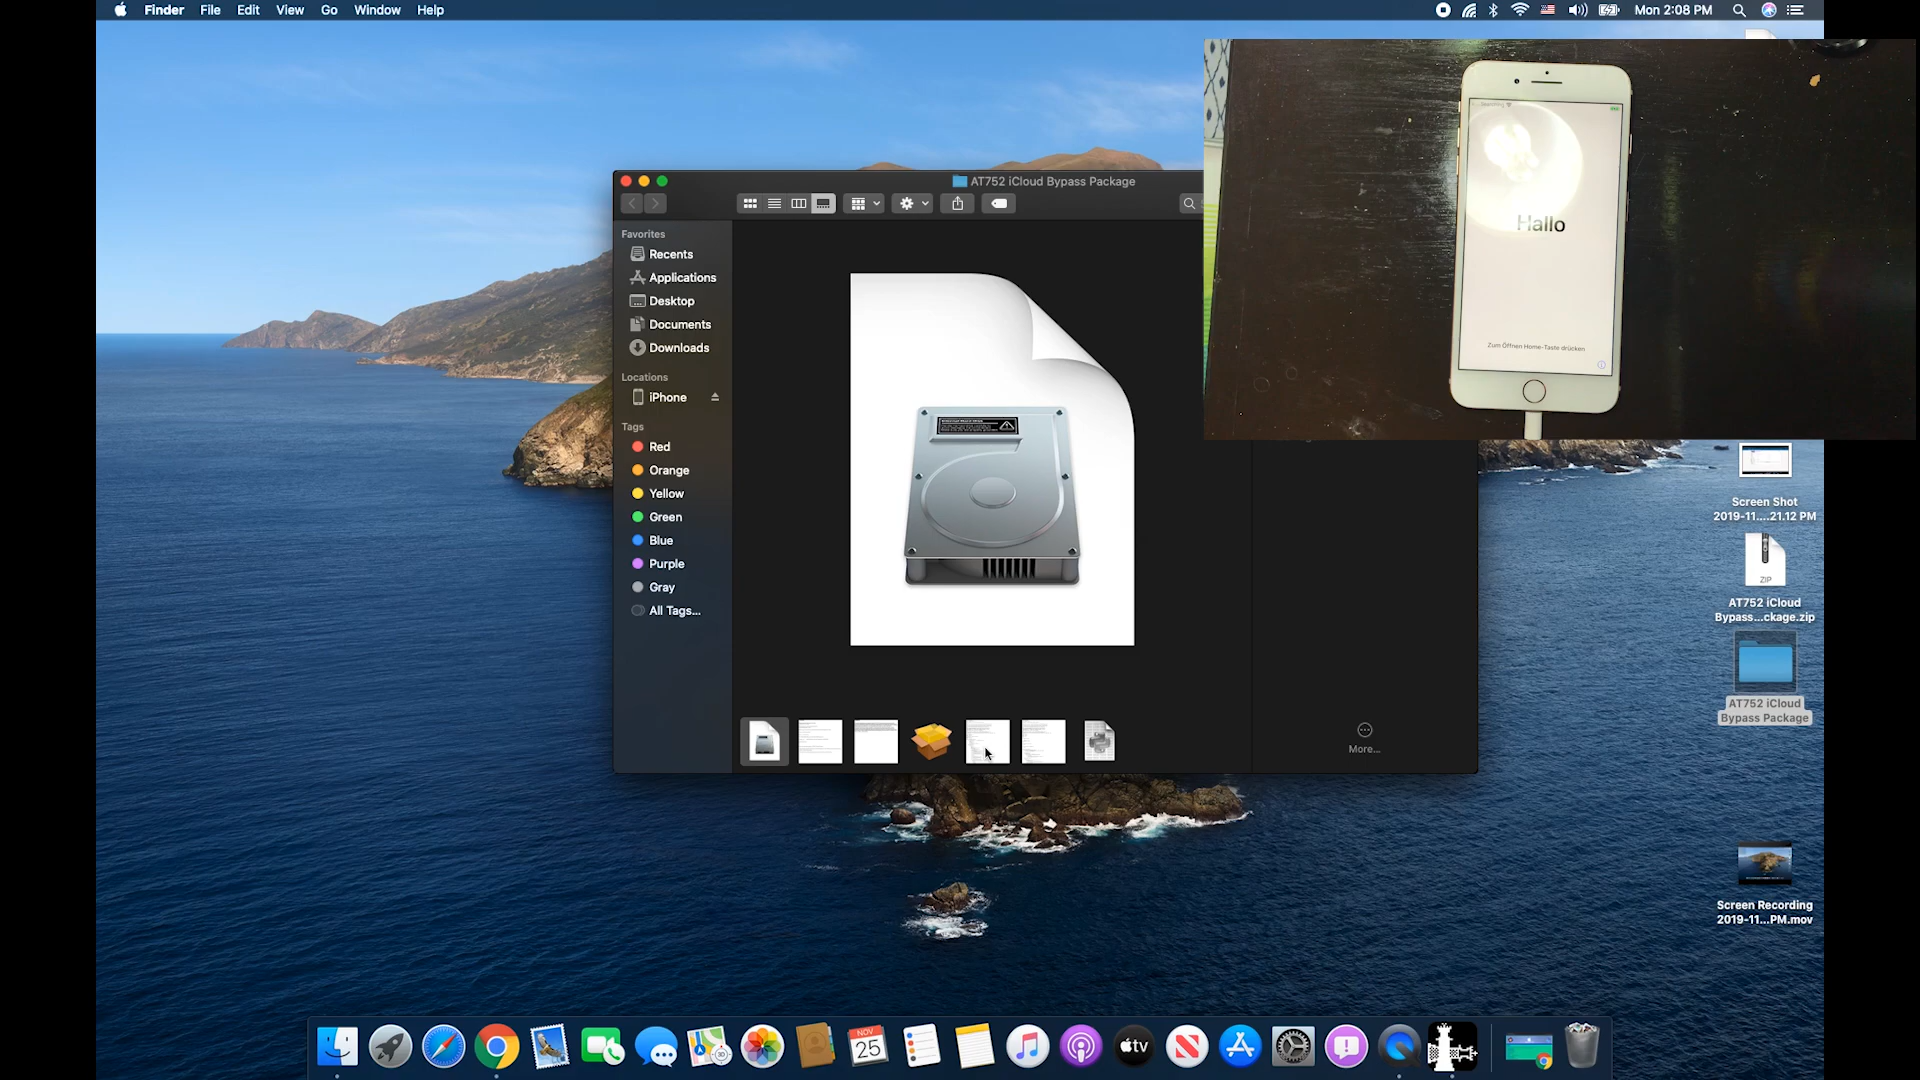 Finder File Edit View Go Window Help
Mon 2:08 PM
AT752 iCloud Bypass Package
Favorites
Recents
Applications
Desktop
Documents
Downloads
Locations
iPhone
Tags
Red
Orange
Yellow
Green
Blue
Purple
Gray
All Tags...
More...
Hallo
Zum Öffnen Home-Taste drücken
Screen Shot
2019-11....21.12 PM
ZIP
AT752 iCloud
Bypass...ckage.zip
AT752 iCloud
Bypass Package
Screen Recording
2019-11...PM.mov
NOV
25
3D
tv